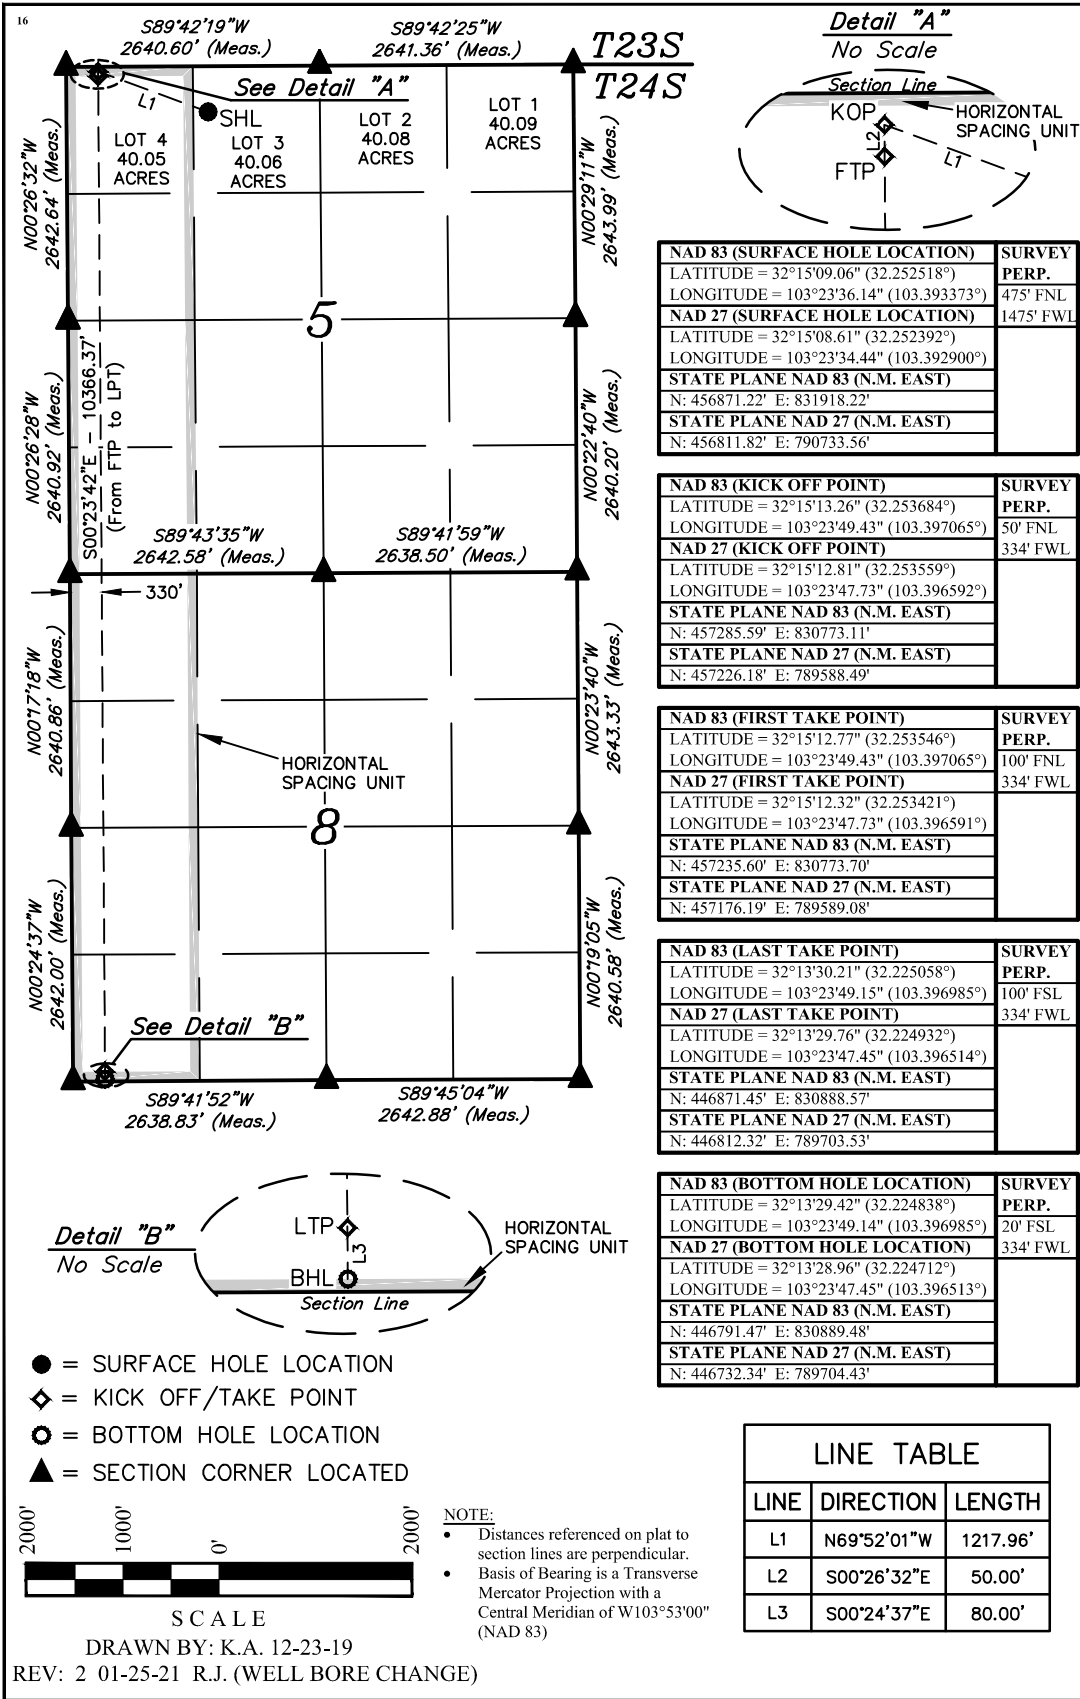 16
S89°42'19"W
2640.60' (Meas.)
S89°42'25"W
2641.36' (Meas.)
T23S
T24S
See Detail "A"
L1
SHL
LOT 4
40.05
ACRES
LOT 3
40.06
ACRES
LOT 2
40.08
ACRES
LOT 1
40.09
ACRES
N00°26'32"W
2642.64' (Meas.)
N00°29'11"W
2643.99' (Meas.)
5
N00°26'28"W
2640.92' (Meas.)
S00°23'42"E - 10366.37'
(From FTP to LPT)
N00°22'40"W
2640.20' (Meas.)
S89°43'35"W
2642.58' (Meas.)
S89°41'59"W
2638.50' (Meas.)
330'
N00°17'18"W
2640.86' (Meas.)
N00°23'40"W
2643.33' (Meas.)
HORIZONTAL
SPACING UNIT
8
N00°24'37"W
2642.00' (Meas.)
N00°19'05"W
2640.58' (Meas.)
See Detail "B"
S89°41'52"W
2638.83' (Meas.)
S89°45'04"W
2642.88' (Meas.)
Detail "A"
No Scale
Section Line
KOP
HORIZONTAL
SPACING UNIT
L2
L1
FTP
NAD 83 (SURFACE HOLE LOCATION) SURVEY
LATITUDE = 32°15'09.06" (32.252518°) PERP.
LONGITUDE = 103°23'36.14" (103.393373°) 475' FNL
NAD 27 (SURFACE HOLE LOCATION) 1475' FWL
LATITUDE = 32°15'08.61" (32.252392°)
LONGITUDE = 103°23'34.44" (103.392900°)
STATE PLANE NAD 83 (N.M. EAST)
N: 456871.22' E: 831918.22'
STATE PLANE NAD 27 (N.M. EAST)
N: 456811.82' E: 790733.56'
NAD 83 (KICK OFF POINT) SURVEY
LATITUDE = 32°15'13.26" (32.253684°) PERP.
LONGITUDE = 103°23'49.43" (103.397065°) 50' FNL
NAD 27 (KICK OFF POINT) 334' FWL
LATITUDE = 32°15'12.81" (32.253559°)
LONGITUDE = 103°23'47.73" (103.396592°)
STATE PLANE NAD 83 (N.M. EAST)
N: 457285.59' E: 830773.11'
STATE PLANE NAD 27 (N.M. EAST)
N: 457226.18' E: 789588.49'
NAD 83 (FIRST TAKE POINT) SURVEY
LATITUDE = 32°15'12.77" (32.253546°) PERP.
LONGITUDE = 103°23'49.43" (103.397065°) 100' FNL
NAD 27 (FIRST TAKE POINT) 334' FWL
LATITUDE = 32°15'12.32" (32.253421°)
LONGITUDE = 103°23'47.73" (103.396591°)
STATE PLANE NAD 83 (N.M. EAST)
N: 457235.60' E: 830773.70'
STATE PLANE NAD 27 (N.M. EAST)
N: 457176.19' E: 789589.08'
NAD 83 (LAST TAKE POINT) SURVEY
LATITUDE = 32°13'30.21" (32.225058°) PERP.
LONGITUDE = 103°23'49.15" (103.396985°) 100' FSL
NAD 27 (LAST TAKE POINT) 334' FWL
LATITUDE = 32°13'29.76" (32.224932°)
LONGITUDE = 103°23'47.45" (103.396514°)
STATE PLANE NAD 83 (N.M. EAST)
N: 446871.45' E: 830888.57'
STATE PLANE NAD 27 (N.M. EAST)
N: 446812.32' E: 789703.53'
NAD 83 (BOTTOM HOLE LOCATION) SURVEY
LATITUDE = 32°13'29.42" (32.224838°) PERP.
LONGITUDE = 103°23'49.14" (103.396985°) 20' FSL
NAD 27 (BOTTOM HOLE LOCATION) 334' FWL
LATITUDE = 32°13'28.96" (32.224712°)
LONGITUDE = 103°23'47.45" (103.396513°)
STATE PLANE NAD 83 (N.M. EAST)
N: 446791.47' E: 830889.48'
STATE PLANE NAD 27 (N.M. EAST)
N: 446732.34' E: 789704.43'
Detail "B"
No Scale
LTP
L3
BHL
HORIZONTAL
SPACING UNIT
Section Line
= SURFACE HOLE LOCATION
= KICK OFF/TAKE POINT
= BOTTOM HOLE LOCATION
= SECTION CORNER LOCATED
2000' 1000' 0' 2000'
SCALE
DRAWN BY: K.A. 12-23-19
REV: 2 01-25-21 R.J. (WELL BORE CHANGE)
NOTE:
• Distances referenced on plat to
section lines are perpendicular.
• Basis of Bearing is a Transverse
Mercator Projection with a
Central Meridian of W103°53'00"
(NAD 83)
LINE TABLE
LINE DIRECTION LENGTH
L1 N69°52'01"W 1217.96'
L2 S00°26'32"E 50.00'
L3 S00°24'37"E 80.00'